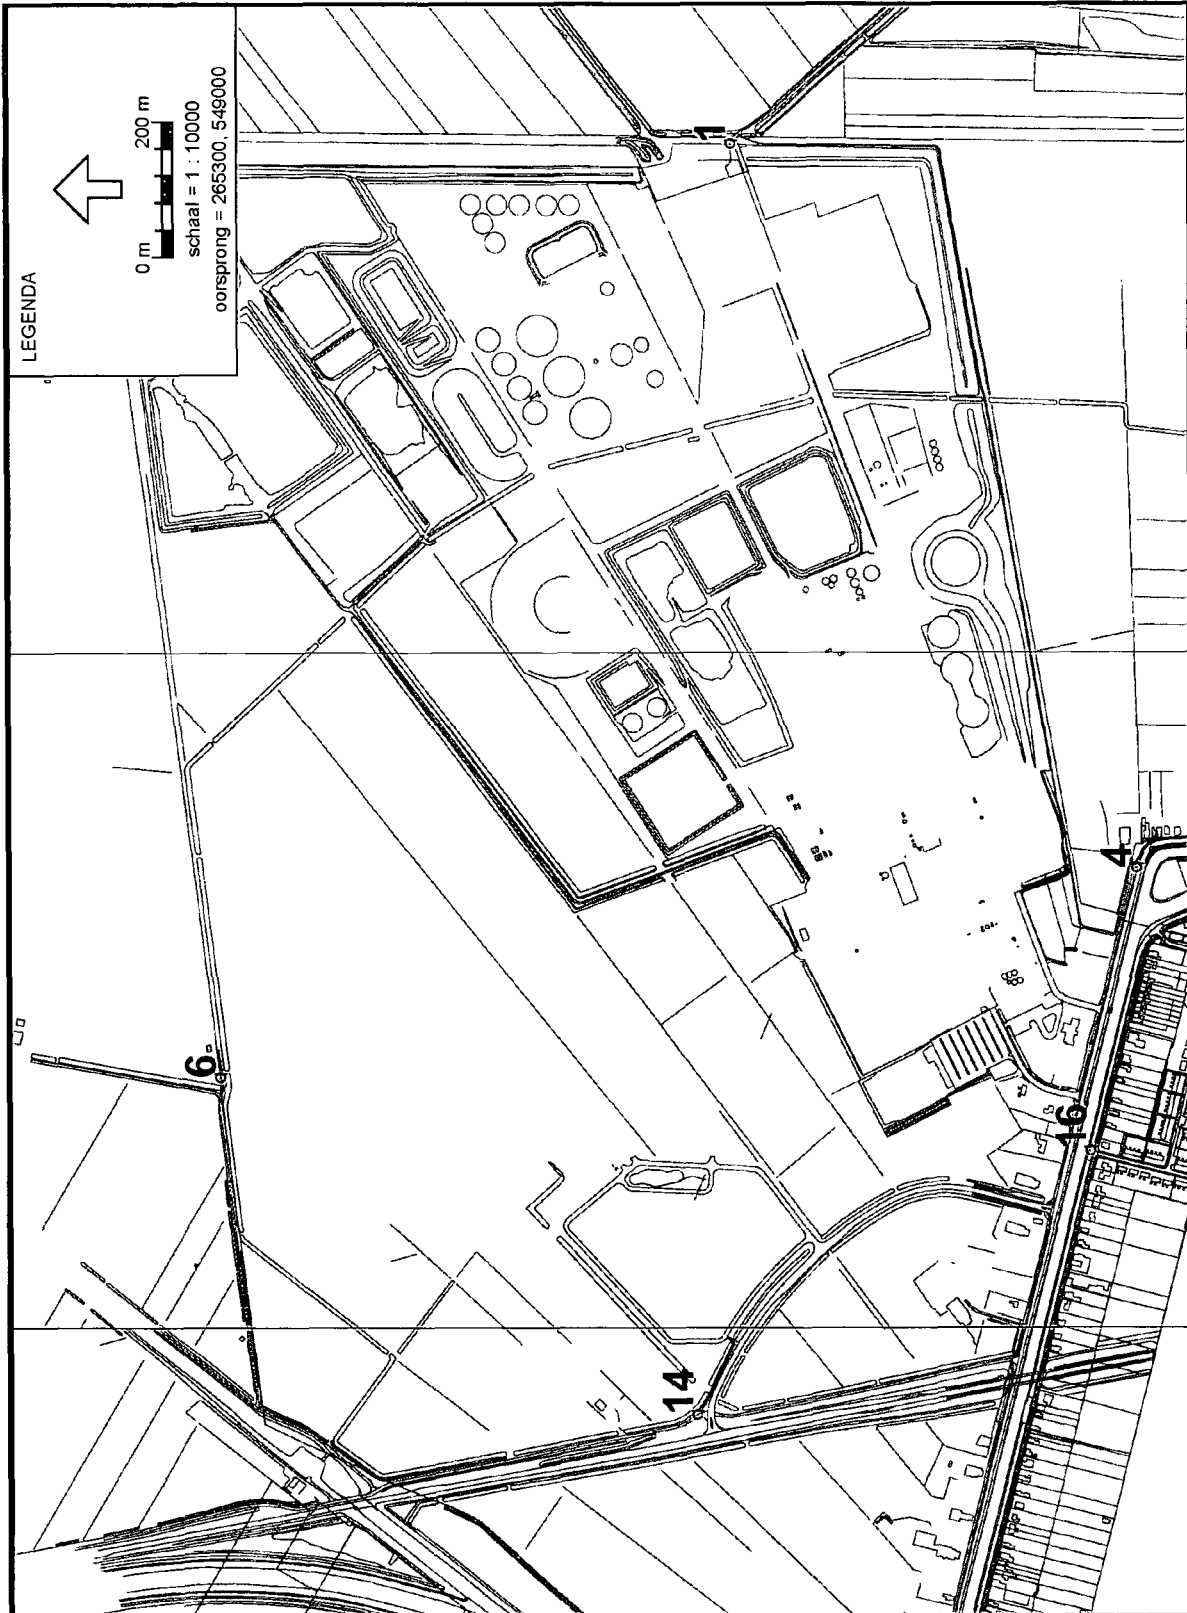 LEGENDA
0 m 200 m
schaal = 1 : 10000
oorsprong = 265300, 549000
1
6
4
16
14